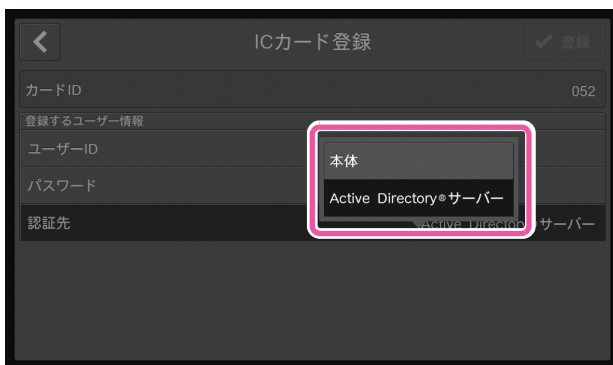 ICカード登録
登録
カードID
052
登録するユーザー情報
ユーザーID
パスワード
本体
Active Directory®サーバー
認証先
Active Directory®サーバー